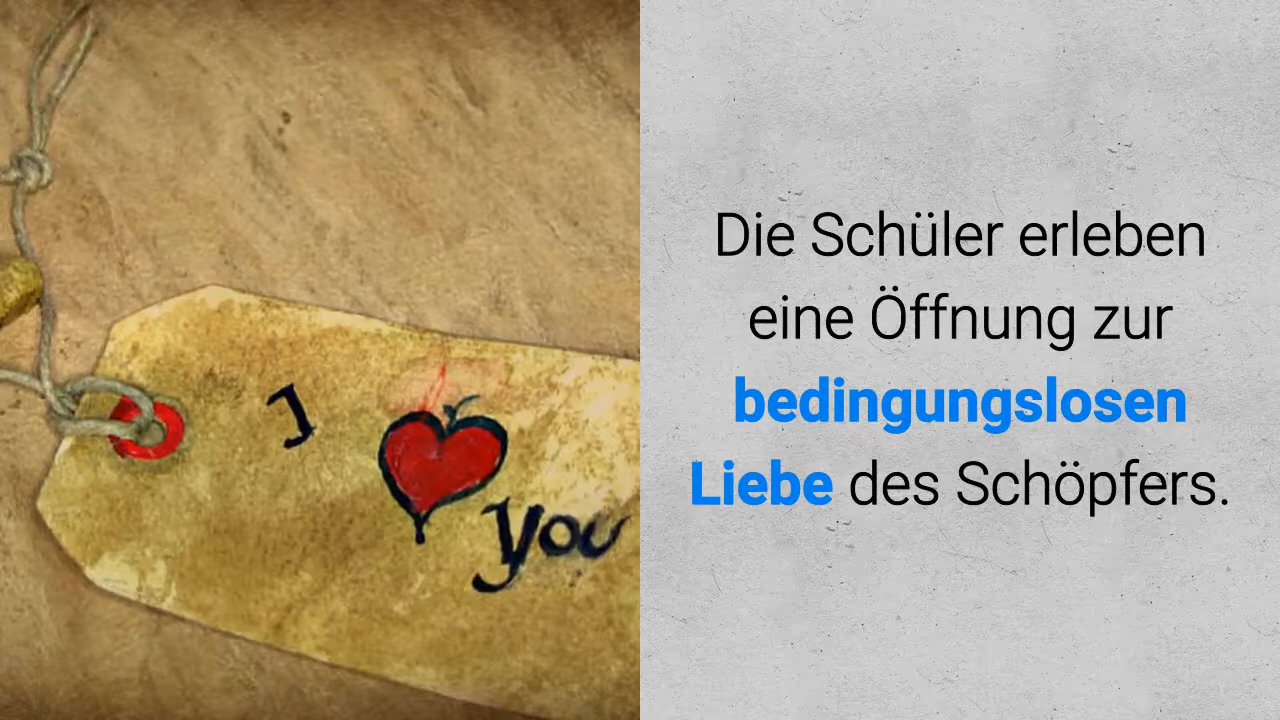 I
you
Die Schüler erleben
eine Öffnung zur
bedingungslosen
Liebe des Schöpfers.